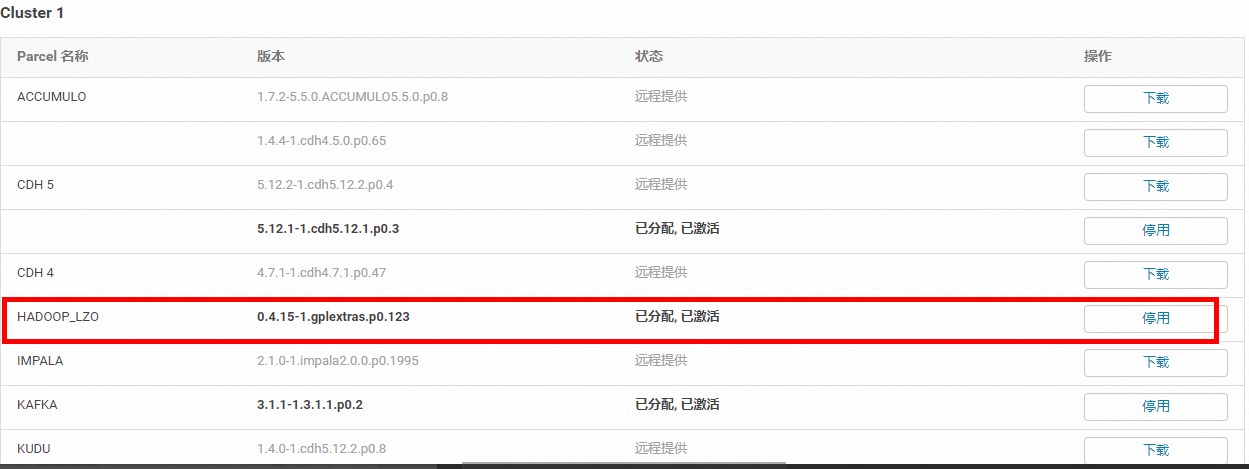 Cluster 1
Parcel 名称 版本 状态 操作
ACCUMULO 1.7.2-5.5.0.ACCUMULO5.5.0.p0.8 远程提供 下载
1.4.4-1.cdh4.5.0.p0.65 远程提供 下载
CDH 5 5.12.2-1.cdh5.12.2.p0.4 远程提供 下载
5.12.1-1.cdh5.12.1.p0.3 已分配, 已激活 停用
CDH 4 4.7.1-1.cdh4.7.1.p0.47 远程提供 下载
HADOOP_LZO 0.4.15-1.gplextras.p0.123 已分配, 已激活 停用
IMPALA 2.1.0-1.impala2.0.0.p0.1995 远程提供 下载
KAFKA 3.1.1-1.3.1.1.p0.2 已分配, 已激活 停用
KUDU 1.4.0-1.cdh5.12.2.p0.8 远程提供 下载